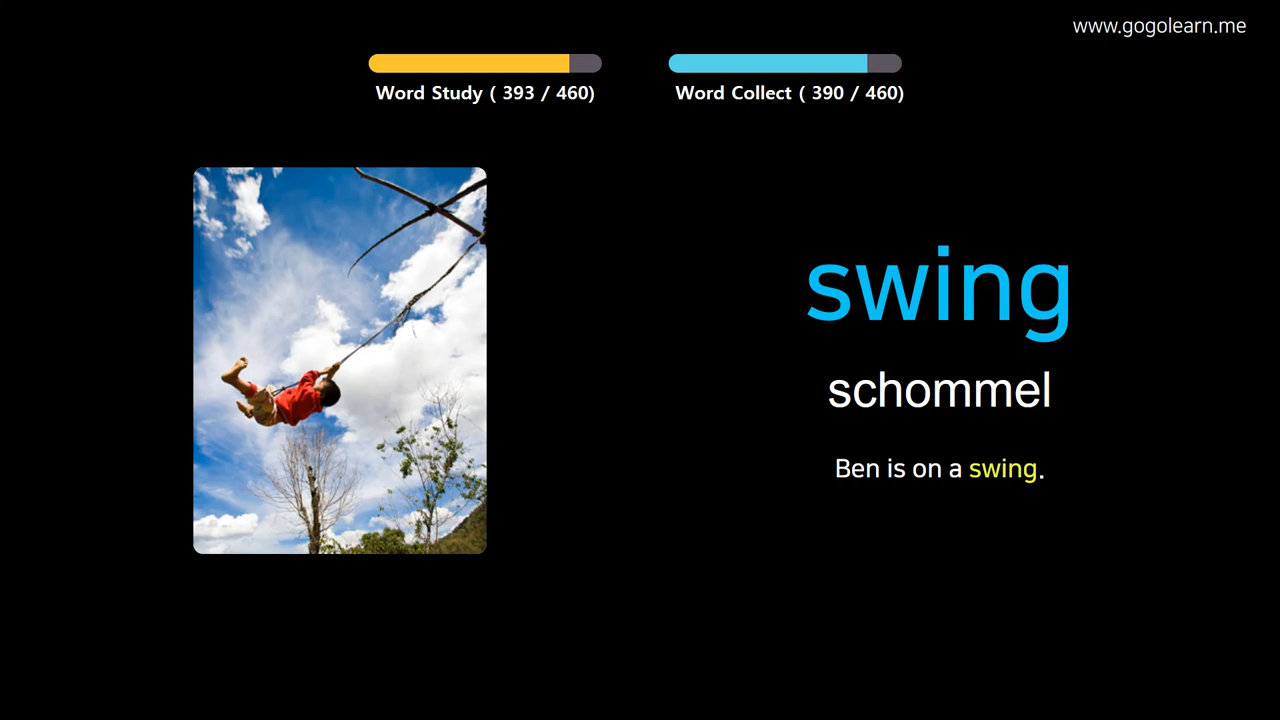 www.gogolearn.me
Word Study ( 393 / 460)
Word Collect ( 390 / 460)
swing
schommel
Ben is on a swing.